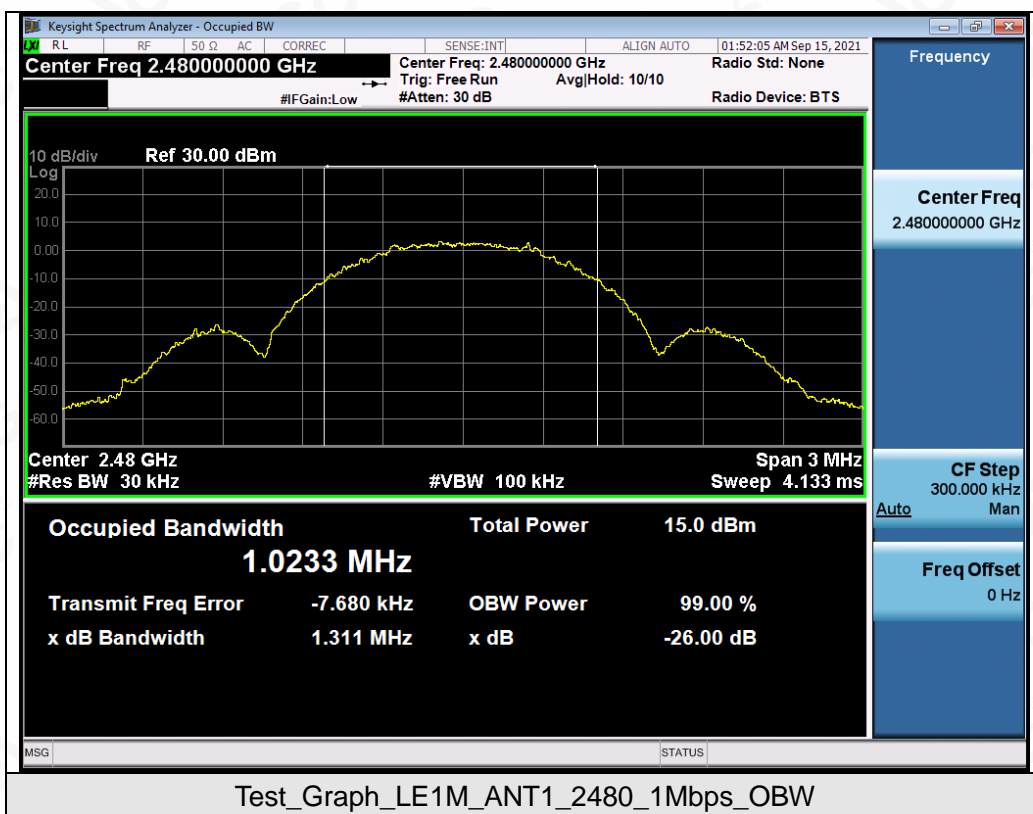 Keysight Spectrum Analyzer - Occupied BW
LXI RL RF 50 Ω AC CORREC SENSE:INT ALIGN AUTO 01:52:05 AM Sep 15, 2021
Center Freq 2.480000000 GHz Center Freq: 2.480000000 GHz Radio Std: None
Trig: Free Run Avg|Hold: 10/10
#IFGain:Low #Atten: 30 dB Radio Device: BTS
Frequency
10 dB/div Ref 30.00 dBm
Log
20.0
10.0
0.00
-10.0
-20.0
-30.0
-40.0
-50.0
-60.0
Center 2.48 GHz Span 3 MHz
#Res BW 30 kHz #VBW 100 kHz Sweep 4.133 ms
Center Freq
2.480000000 GHz
CF Step
300.000 kHz
Auto Man
Freq Offset
0 Hz
Occupied Bandwidth Total Power 15.0 dBm
1.0233 MHz
Transmit Freq Error -7.680 kHz OBW Power 99.00 %
x dB Bandwidth 1.311 MHz x dB -26.00 dB
MSG STATUS
Test_Graph_LE1M_ANT1_2480_1Mbps_OBW